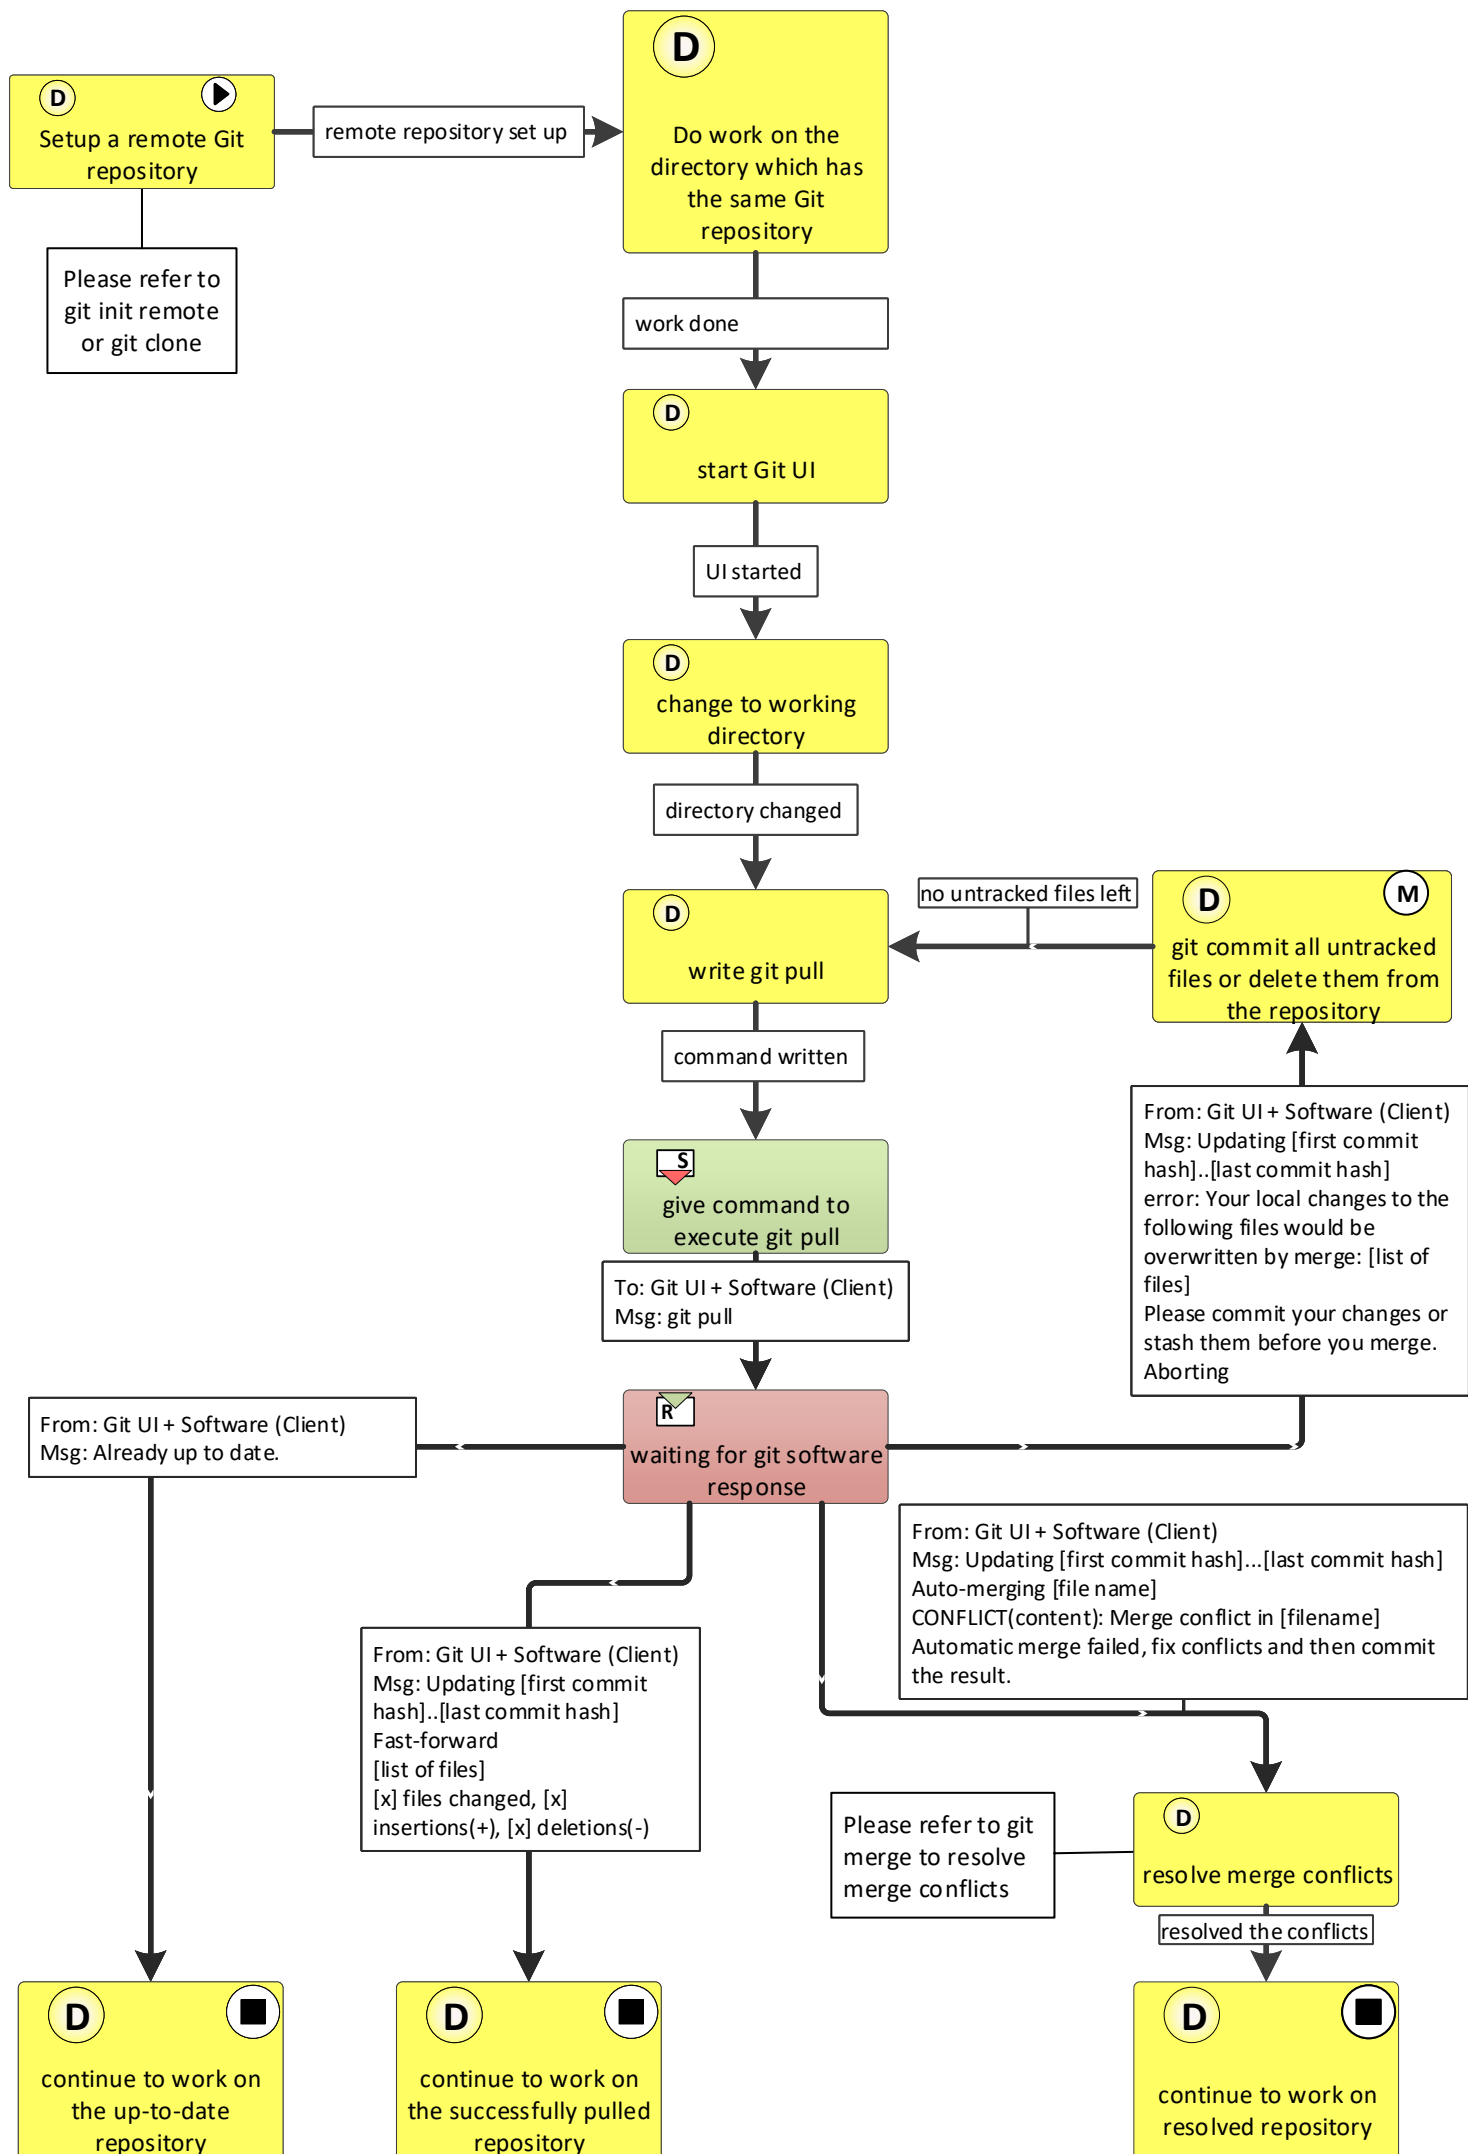 D
Do work on the
directory which has
the same Git
repository
D
Setup a remote Git
repository
remote repository set up
Please refer to
git init remote
or git clone
work done
D
start Git UI
UI started
D
change to working
directory
directory changed
D
write git pull
no untracked files left
D
M
git commit all untracked
files or delete them from
the repository
command written
S
give command to
execute git pull
To: Git UI + Software (Client)
Msg: git pull
From: Git UI + Software (Client)
Msg: Updating [first commit
hash]..[last commit hash]
error: Your local changes to the
following files would be
overwritten by merge: [list of
files]
Please commit your changes or
stash them before you merge.
Aborting
R
waiting for git software
response
From: Git UI + Software (Client)
Msg: Already up to date.
From: Git UI + Software (Client)
Msg: Updating [first commit
hash]..[last commit hash]
Fast-forward
[list of files]
[x] files changed, [x]
insertions(+), [x] deletions(-)
From: Git UI + Software (Client)
Msg: Updating [first commit hash]...[last commit hash]
Auto-merging [file name]
CONFLICT(content): Merge conflict in [filename]
Automatic merge failed, fix conflicts and then commit
the result.
Please refer to git
merge to resolve
merge conflicts
D
resolve merge conflicts
resolved the conflicts
D
continue to work on
the up-to-date
repository
D
continue to work on
the successfully pulled
repository
D
continue to work on
resolved repository